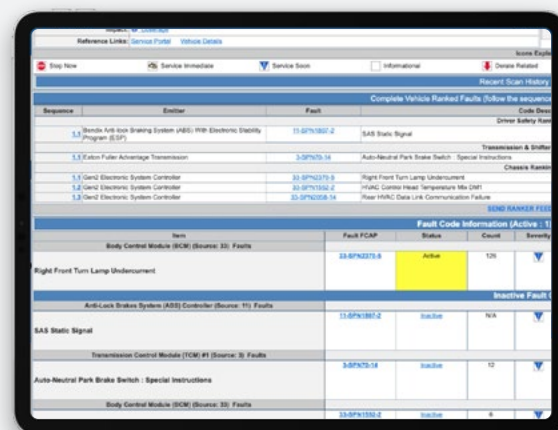 Impact:
Reference Links: Service Portal Vehicle Details
Icons Expla
Stop Now Service Immediate Service Soon Informational Derate Related
Recent Scan History
Complete Vehicle Ranked Faults (follow the sequence
Sequence Emitter Fault Code Desc
Driver Safety Ran
1.1 Bendix Anti-lock Braking System (ABS) With Electronic Stability Program (ESP) 11-SPN1807-2 SAS Static Signal
Transmission & Shifter
1.1 Eaton Fuller Advantage Transmission 3-SPN70-14 Auto-Neutral Park Brake Switch : Special Instructions
Chassis Rankin
1.1 Gen2 Electronic System Controller 33-SPN2370-5 Right Front Turn Lamp Undercurrent
1.2 Gen2 Electronic System Controller 33-SPN1552-2 HVAC Control Head Temperature Mix DM1
1.3 Gen2 Electronic System Controller Rear HVAC Data Link Communication Failure
SEND RANKER FEE
Fault Code Information (Active : 1
Item Fault FCAP Status Count Severity
Body Control Module (BCM) (Source: 33) Faults
Right Front Turn Lamp Undercurrent 33-SPN2370-5 Active 126
Inactive Fault
Anti-Lock Brakes System (ABS) Controller (Source: 11) Faults
SAS Static Signal 11-SPN1807-2 Inactive N/A
Transmission Control Module (TCM) #1 (Source: 3) Faults
Auto-Neutral Park Brake Switch : Special Instructions 3-SPN70-14 Inactive 12
Body Control Module (BCM) (Source: 33) Faults
33-SPN1552-2 Inactive 6